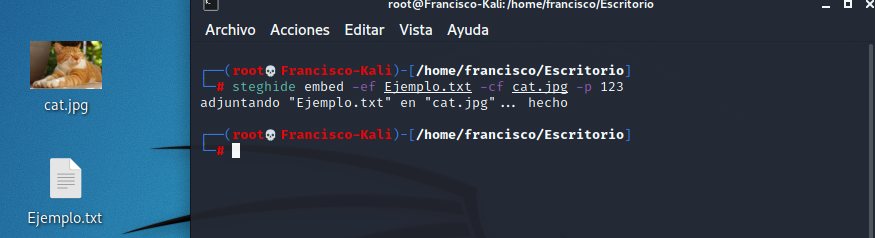 root@Francisco-Kali:/home/francisco/Escritorio
Archivo Acciones Editar Vista Ayuda
cat.jpg
┌──(root💀Francisco-Kali)-[/home/francisco/Escritorio]
└─# steghide embed -ef Ejemplo.txt -cf cat.jpg -p 123
adjuntando "Ejemplo.txt" en "cat.jpg"... hecho
┌──(root💀Francisco-Kali)-[/home/francisco/Escritorio]
└─#
Ejemplo.txt